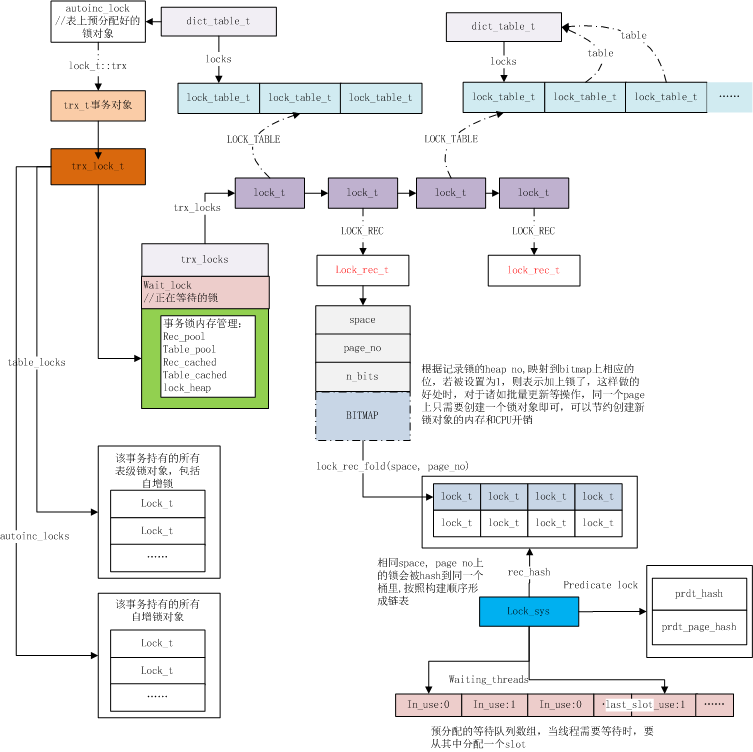 autoinc_lock
//表上预分配好的
锁对象
dict_table_t
dict_table_t
table
table
locks
locks
lock_t::trx
trx_t事务对象
lock_table_t
lock_table_t
lock_table_t
lock_table_t
lock_table_t
lock_table_t
……
LOCK_TABLE
LOCK_TABLE
trx_lock_t
lock_t
lock_t
lock_t
lock_t
trx_locks
LOCK_REC
LOCK_REC
trx_locks
Lock_rec_t
lock_rec_t
Wait_lock
//正在等待的锁
事务锁内存管理:
Rec_pool
Table_pool
Rec_cached
Table_cached
lock_heap
space
page_no
n_bits
BITMAP
table_locks
根据记录锁的heap no,映射到bitmap上相应的
位，若被设置为1，则表示加上锁了，这样做的
好处时，对于诸如批量更新等操作，同一个page
上只需要创建一个锁对象即可，可以节约创建新
锁对象的内存和CPU开销
lock_rec_fold(space, page_no)
该事务持有的所有
表级锁对象，包括
自增锁
Lock_t
Lock_t
……
lock_t
lock_t
lock_t
lock_t
lock_t
lock_t
lock_t
lock_t
autoinc_locks
相同space, page no上
的锁会被hash到同一个
桶里,按照构建顺序形
成链表
rec_hash
Predicate lock
Lock_sys
prdt_hash
prdt_page_hash
该事务持有的所有
自增锁对象
Lock_t
Lock_t
……
Waiting_threads
In_use:0
In_use:1
In_use:0
last_slot
_use:1
……
预分配的等待队列数组，当线程需要等待时，要
从其中分配一个slot